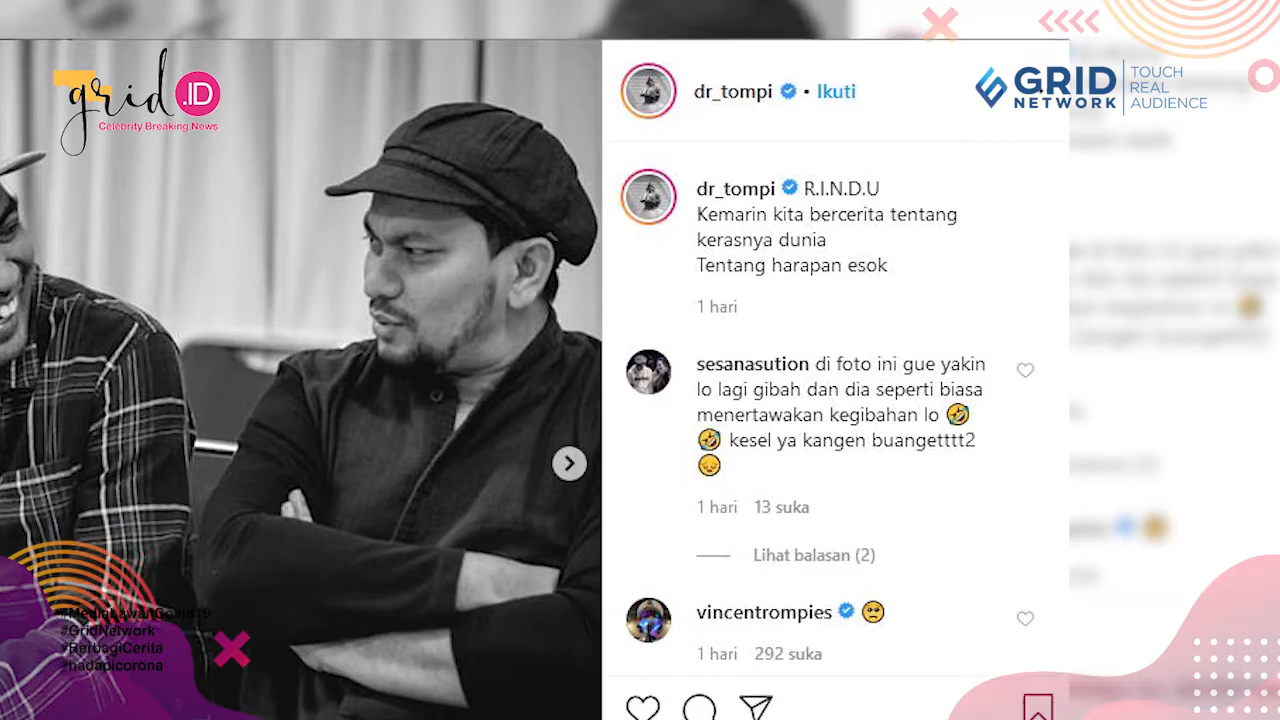 grid .ID
Celebrity Breaking News
GRID NETWORK
TOUCH
REAL
AUDIENCE
dr_tompi • Ikuti
dr_tompi R.I.N.D.U
Kemarin kita bercerita tentang
kerasnya dunia
Tentang harapan esok
1 hari
sesanasution di foto ini gue yakin
lo lagi gibah dan dia seperti biasa
menertawakan kegibahan lo 🤣
🤣 kesel ya kangen buangetttt2
😔
1 hari 13 suka
Lihat balasan (2)
vincentrompies 🥺
1 hari 292 suka
#MediaLawanCovid19
#GridNetwork
#BerbagiCerita
#hadapicorona